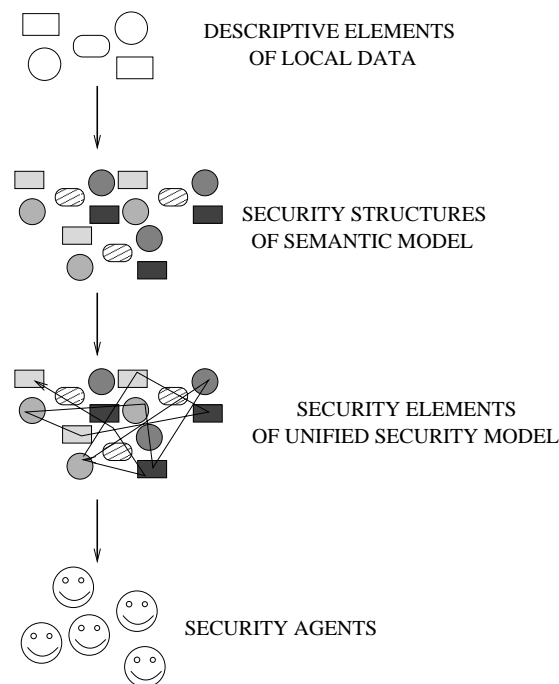 DESCRIPTIVE ELEMENTS
OF LOCAL DATA
SECURITY STRUCTURES
OF SEMANTIC MODEL
SECURITY ELEMENTS
OF UNIFIED SECURITY MODEL
SECURITY AGENTS